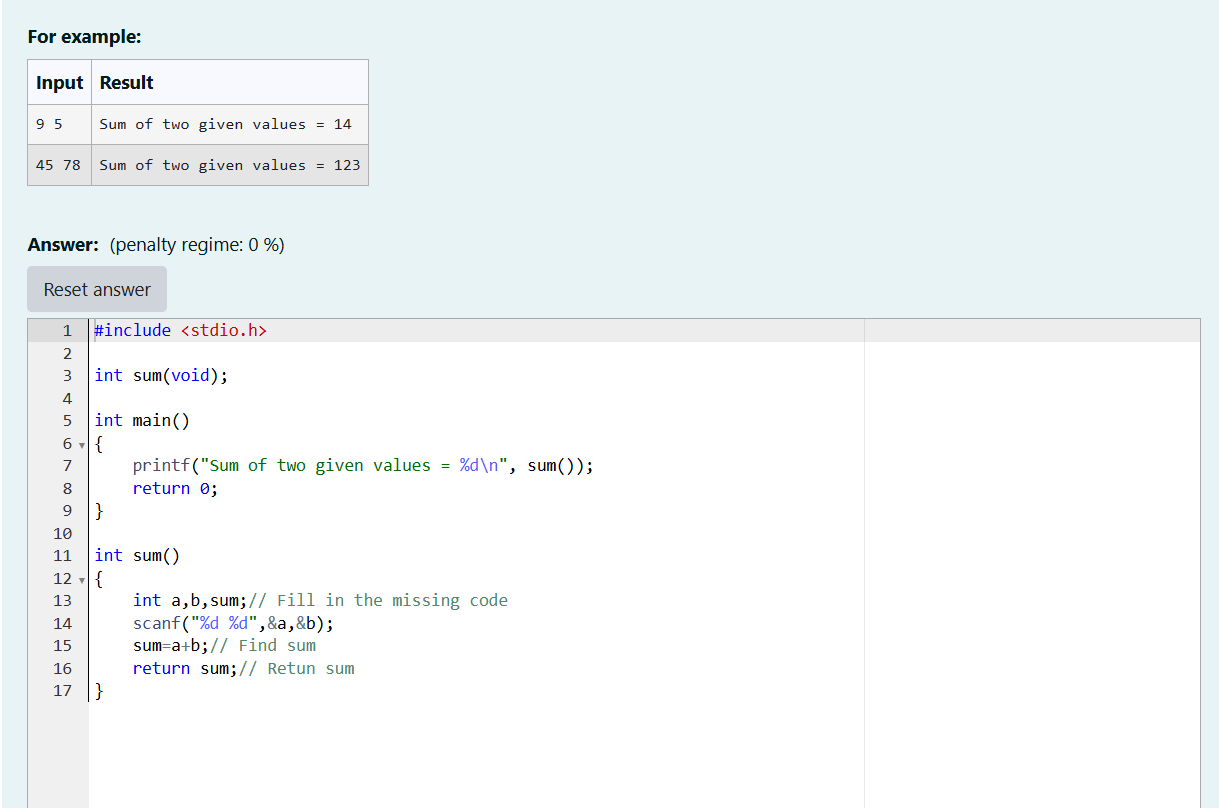 For example:
Input Result
9 5 Sum of two given values = 14
45 78 Sum of two given values = 123
Answer: (penalty regime: 0 %)
Reset answer
1 #include <stdio.h>
2
3 int sum(void);
4
5 int main()
6 {
7     printf("Sum of two given values = %d\n", sum());
8     return 0;
9 }
10
11 int sum()
12 {
13     int a,b,sum;// Fill in the missing code
14     scanf("%d %d",&a,&b);
15     sum=a+b;// Find sum
16     return sum;// Retun sum
17 }